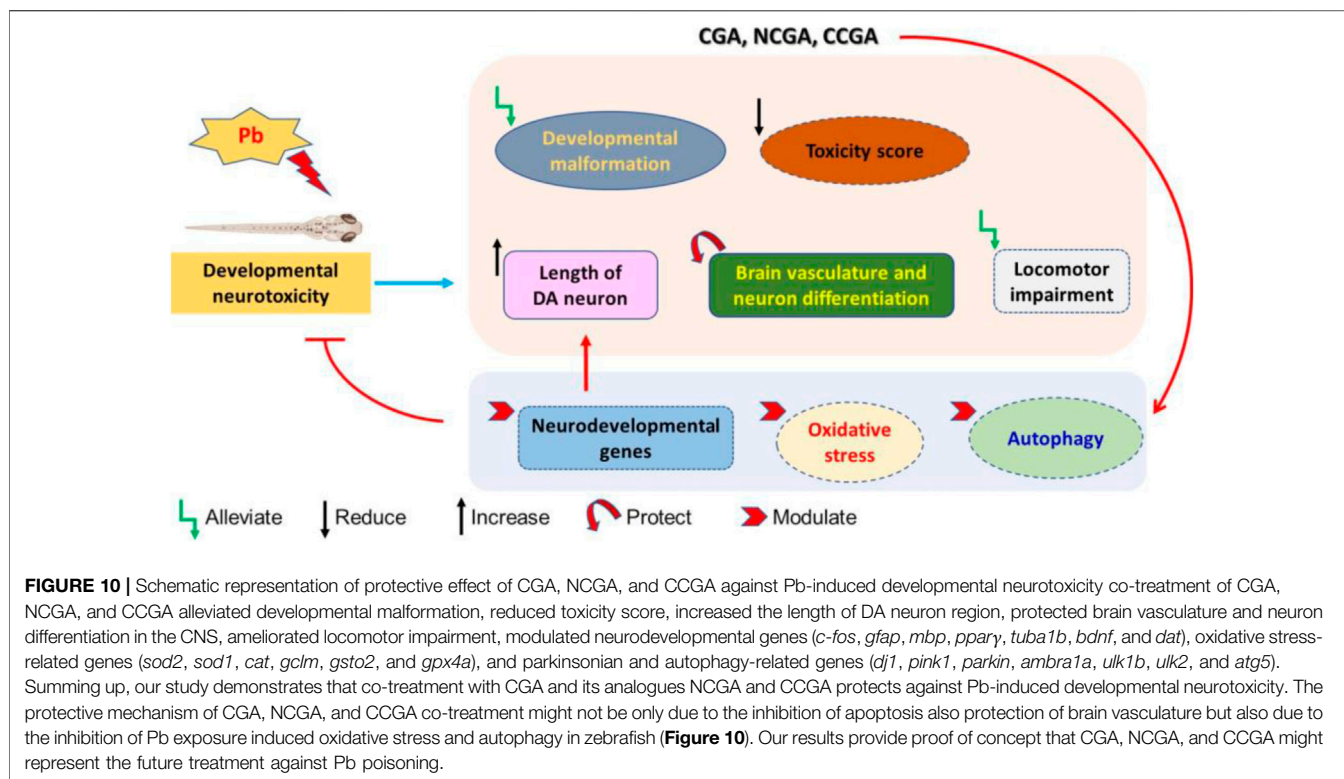 CGA, NCGA, CCGA
Pb
Developmental
malformation
Toxicity score
Developmental
neurotoxicity
Length of
DA neuron
Brain vasculature and
neuron differentiation
Locomotor
impairment
Neurodevelopmental
genes
Oxidative
stress
Autophagy
Alleviate
Reduce
Increase
Protect
Modulate
FIGURE 10 | Schematic representation of protective effect of CGA, NCGA, and CCGA against Pb-induced developmental neurotoxicity co-treatment of CGA,
NCGA, and CCGA alleviated developmental malformation, reduced toxicity score, increased the length of DA neuron region, protected brain vasculature and neuron
differentiation in the CNS, ameliorated locomotor impairment, modulated neurodevelopmental genes (c-fos, gfap, mbp, pparγ, tuba1b, bdnf, and dat), oxidative stress-
related genes (sod2, sod1, cat, gclm, gsto2, and gpx4a), and parkinsonian and autophagy-related genes (dj1, pink1, parkin, ambra1a, ulk1b, ulk2, and atg5).
Summing up, our study demonstrates that co-treatment with CGA and its analogues NCGA and CCGA protects against Pb-induced developmental neurotoxicity. The
protective mechanism of CGA, NCGA, and CCGA co-treatment might not be only due to the inhibition of apoptosis also protection of brain vasculature but also due to
the inhibition of Pb exposure induced oxidative stress and autophagy in zebrafish (Figure 10). Our results provide proof of concept that CGA, NCGA, and CCGA might
represent the future treatment against Pb poisoning.